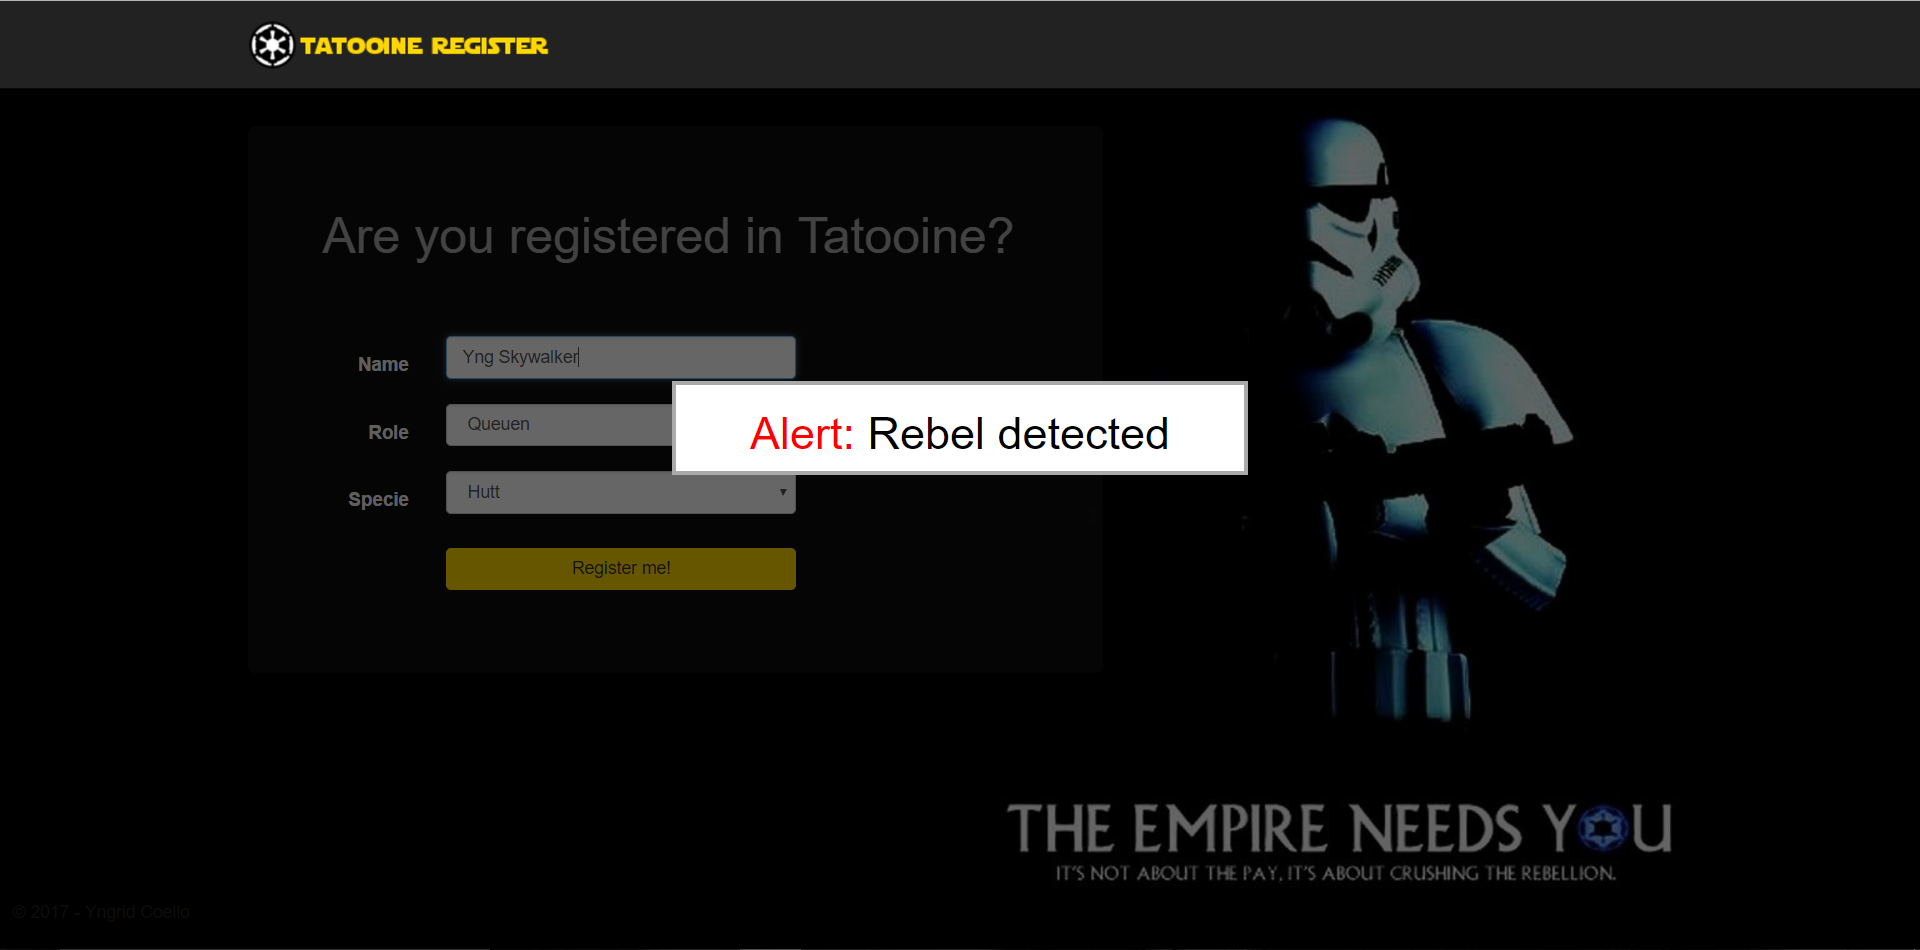 TATOOINE REGISTER
Are you registered in Tatooine?
Name
Yng Skywalker
Role
Queuen
Alert: Rebel detected
Specie
Hutt
Register me!
THE EMPIRE NEEDS YOU
IT'S NOT ABOUT THE PAY, IT'S ABOUT CRUSHING THE REBELLION.
© 2017 - Yngrid Coello